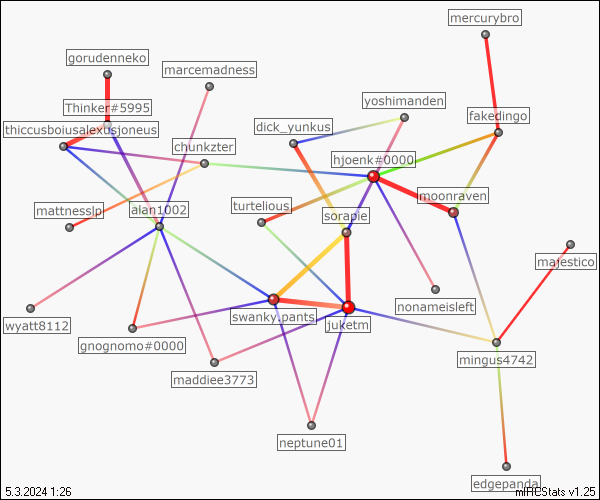 mercurybro
gorudenneko
marcemadness
Thinker#5995
yoshimanden
fakedingo
thiccusboiusalexusjoneus
dick_yunkus
chunkzter
hjoenk#0000
mattnesslp
alan1002
turtelious
sorapie
moonraven
majestico
wyatt8112
gnognomo#0000
swanky.pants
juketm
nonameisleft
maddiee3773
mingus4742
neptune01
edgepanda
5.3.2024 1:26
mIRCStats v1.25